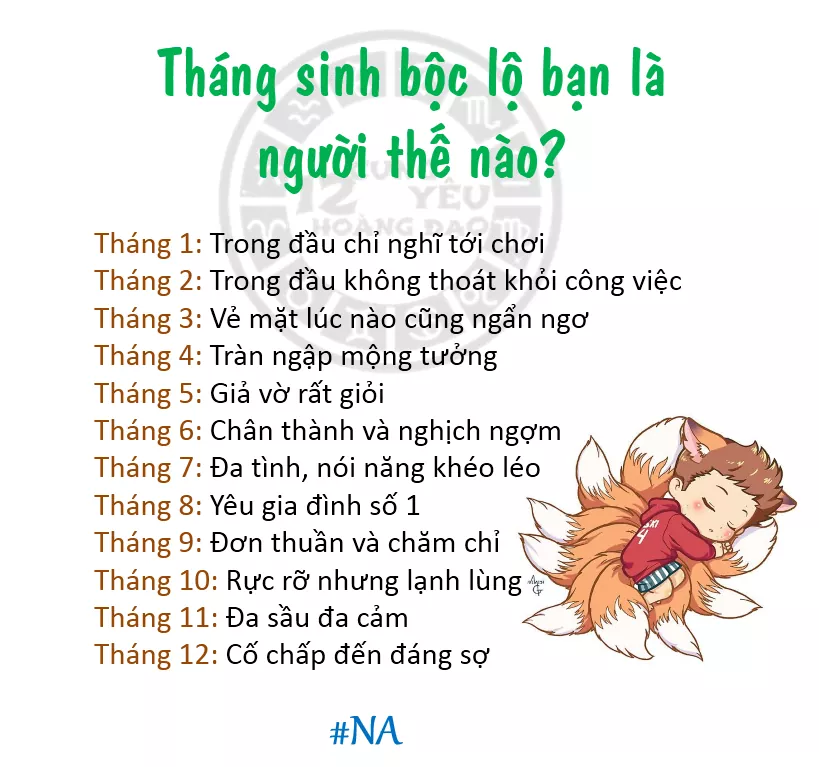 Tháng sinh bộc lộ bạn là
người thế nào?
12
YÊU
HOÀNG ĐẠO
Tháng 1: Trong đầu chỉ nghĩ tới chơi
Tháng 2: Trong đầu không thoát khỏi công việc
Tháng 3: Vẻ mặt lúc nào cũng ngẩn ngơ
Tháng 4: Tràn ngập mộng tưởng
Tháng 5: Giả vờ rất giỏi
Tháng 6: Chân thành và nghịch ngợm
Tháng 7: Đa tình, nói năng khéo léo
Tháng 8: Yêu gia đình số 1
Tháng 9: Đơn thuần và chăm chỉ
Tháng 10: Rực rỡ nhưng lạnh lùng
Tháng 11: Đa sầu đa cảm
Tháng 12: Cố chấp đến đáng sợ
4
#NA